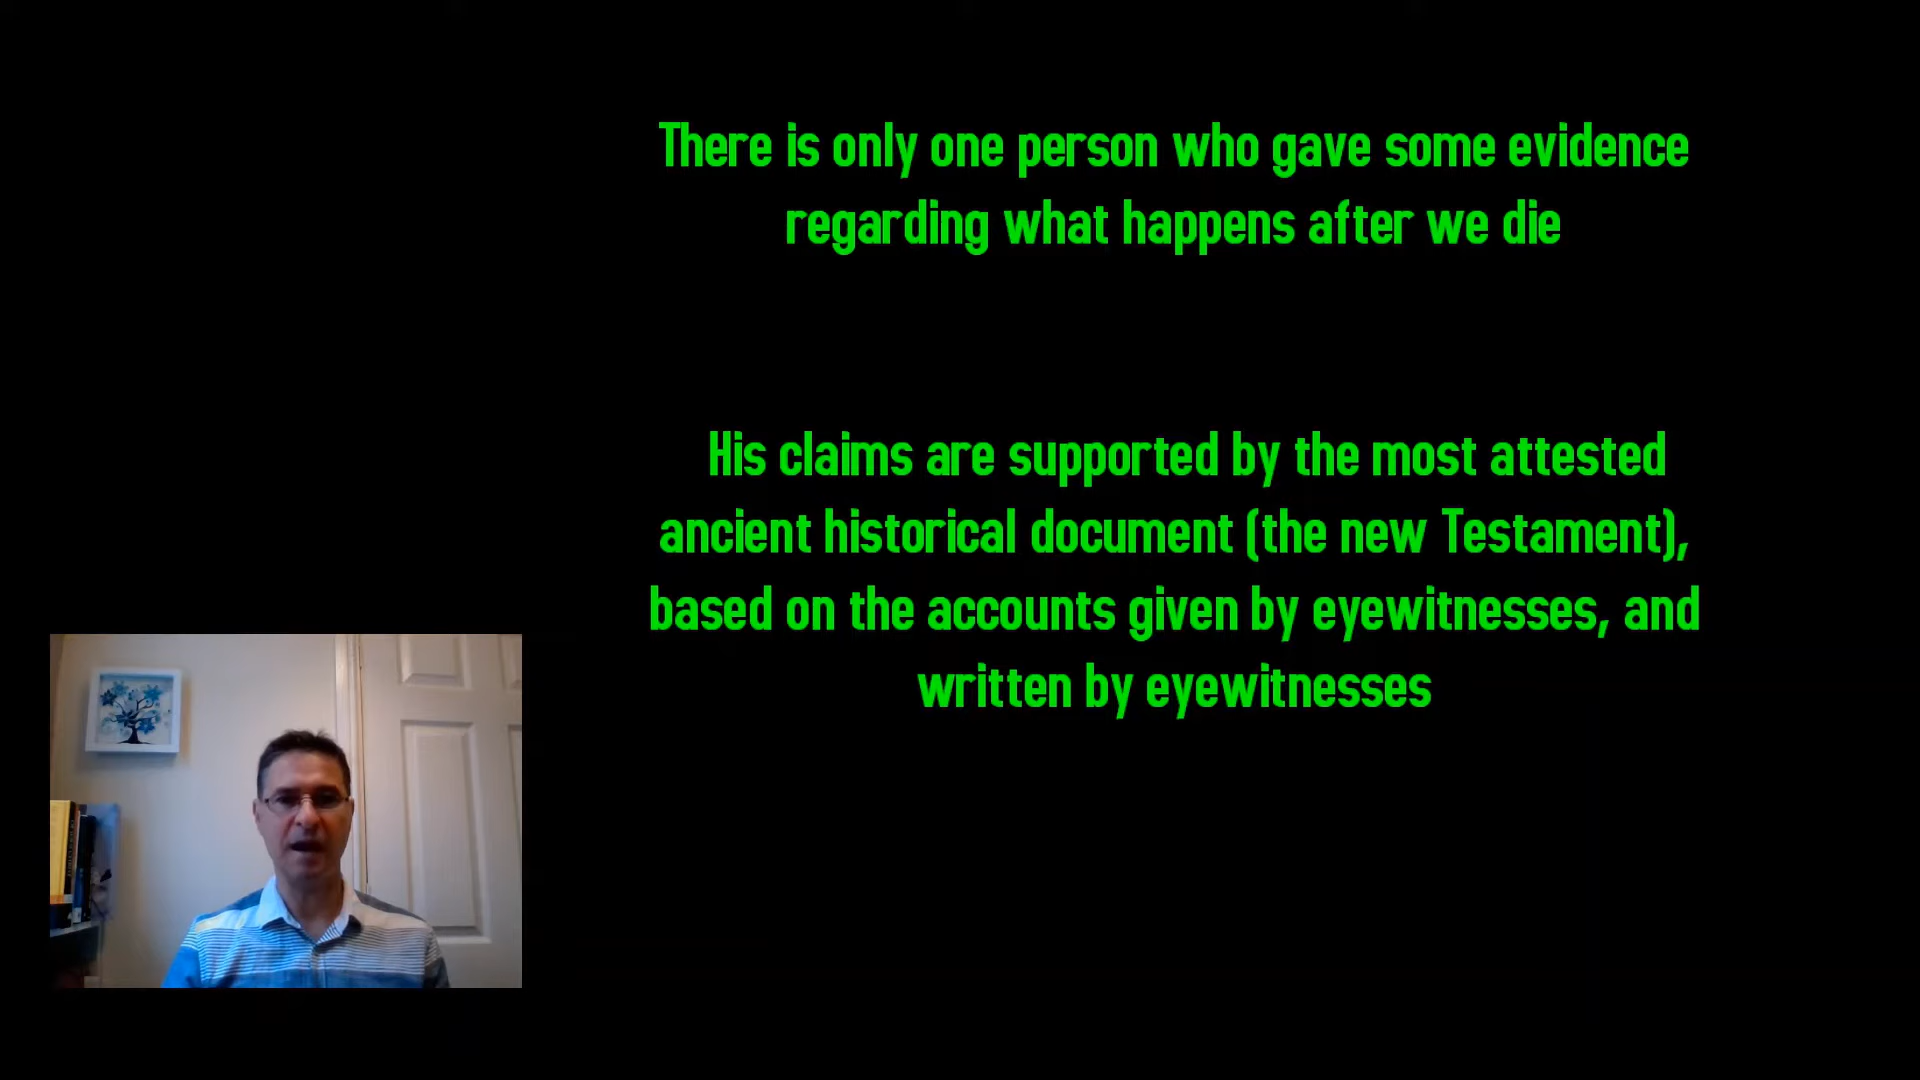 There is only one person who gave some evidence
regarding what happens after we die
His claims are supported by the most attested
ancient historical document (the new Testament),
based on the accounts given by eyewitnesses, and
written by eyewitnesses